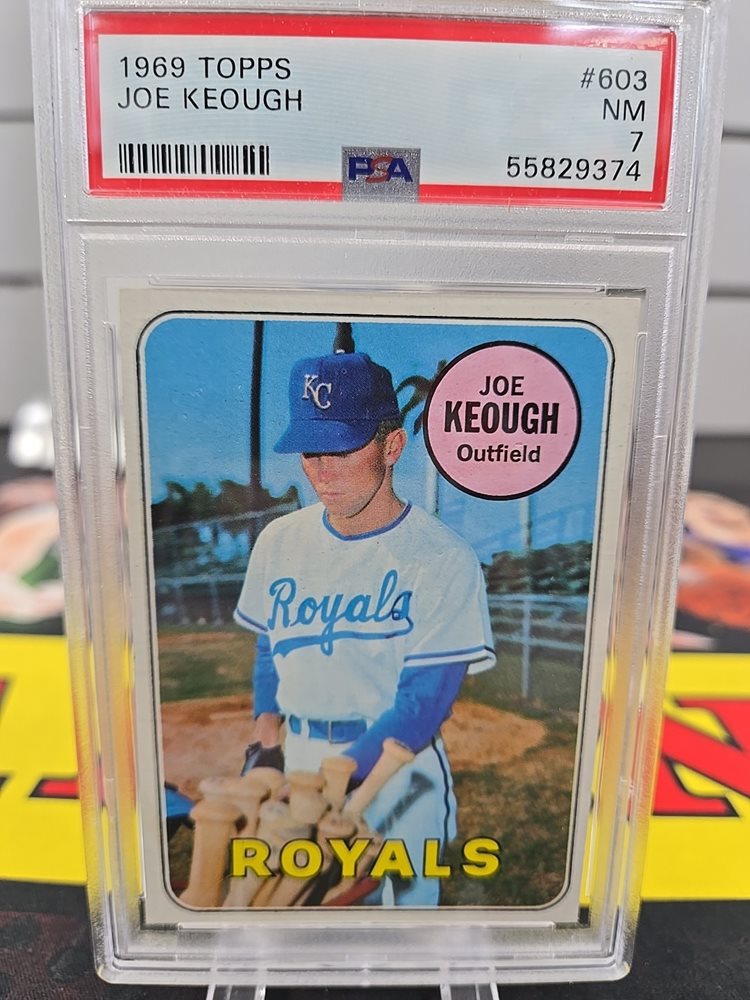 1969 TOPPS
#603
JOE KEOUGH
NM
7
PSA
55829374
KC
JOE
KEOUGH
Outfield
Royals
ROYALS